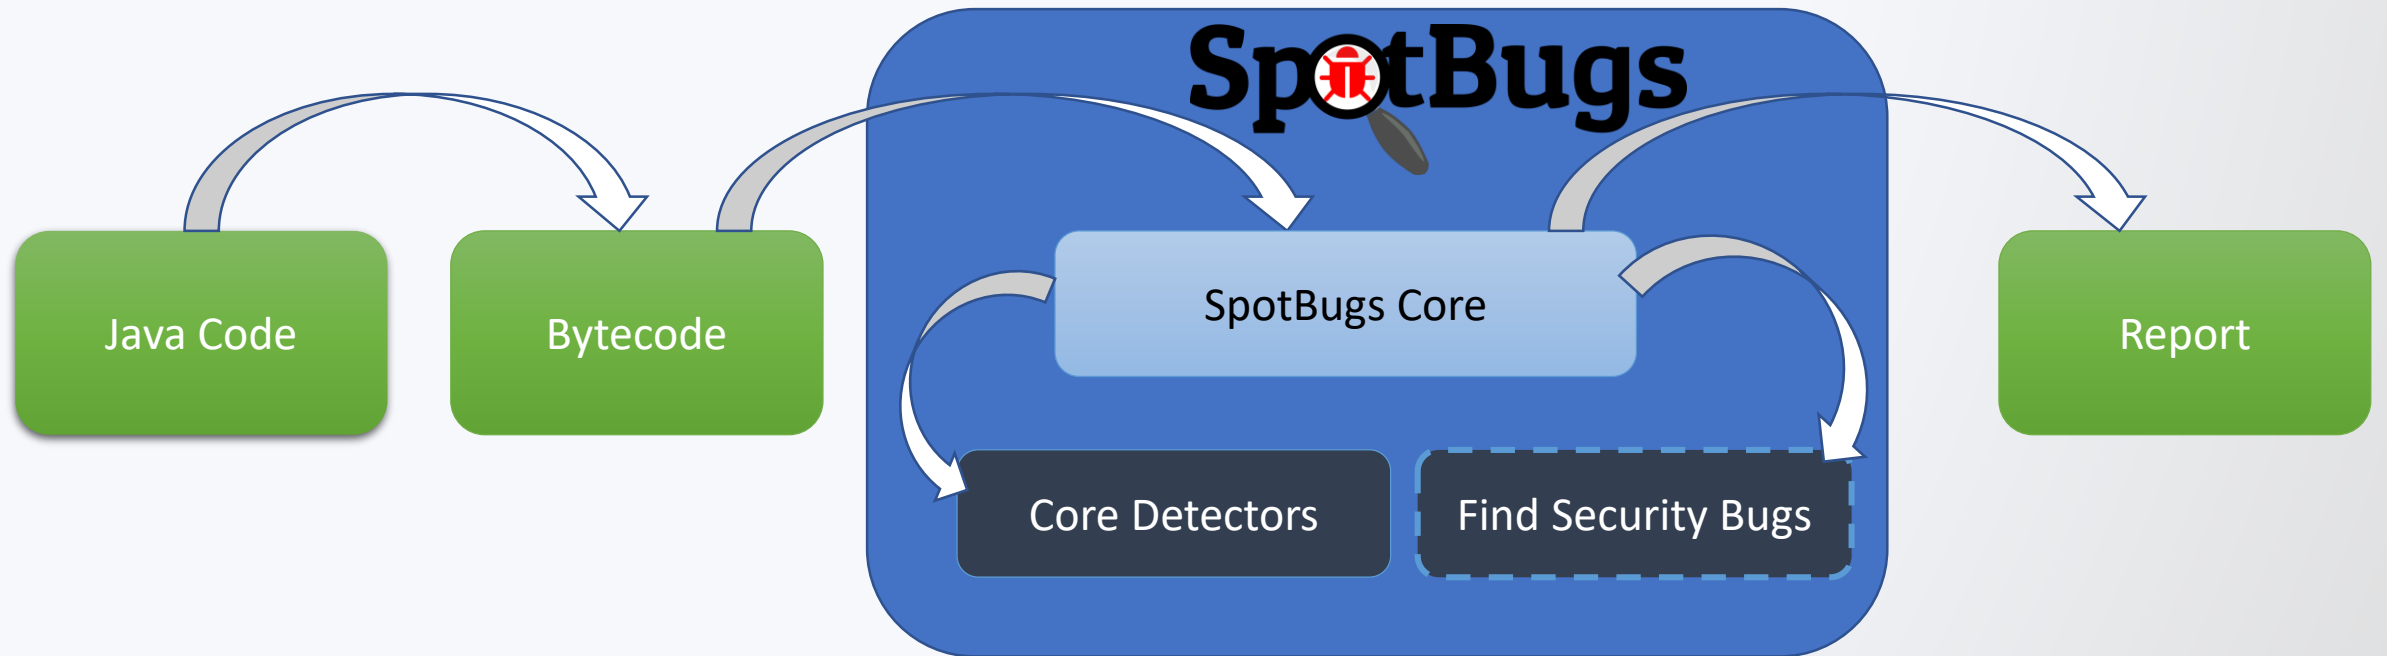 SpotBugs
Java Code
Bytecode
SpotBugs Core
Report
Core Detectors
Find Security Bugs